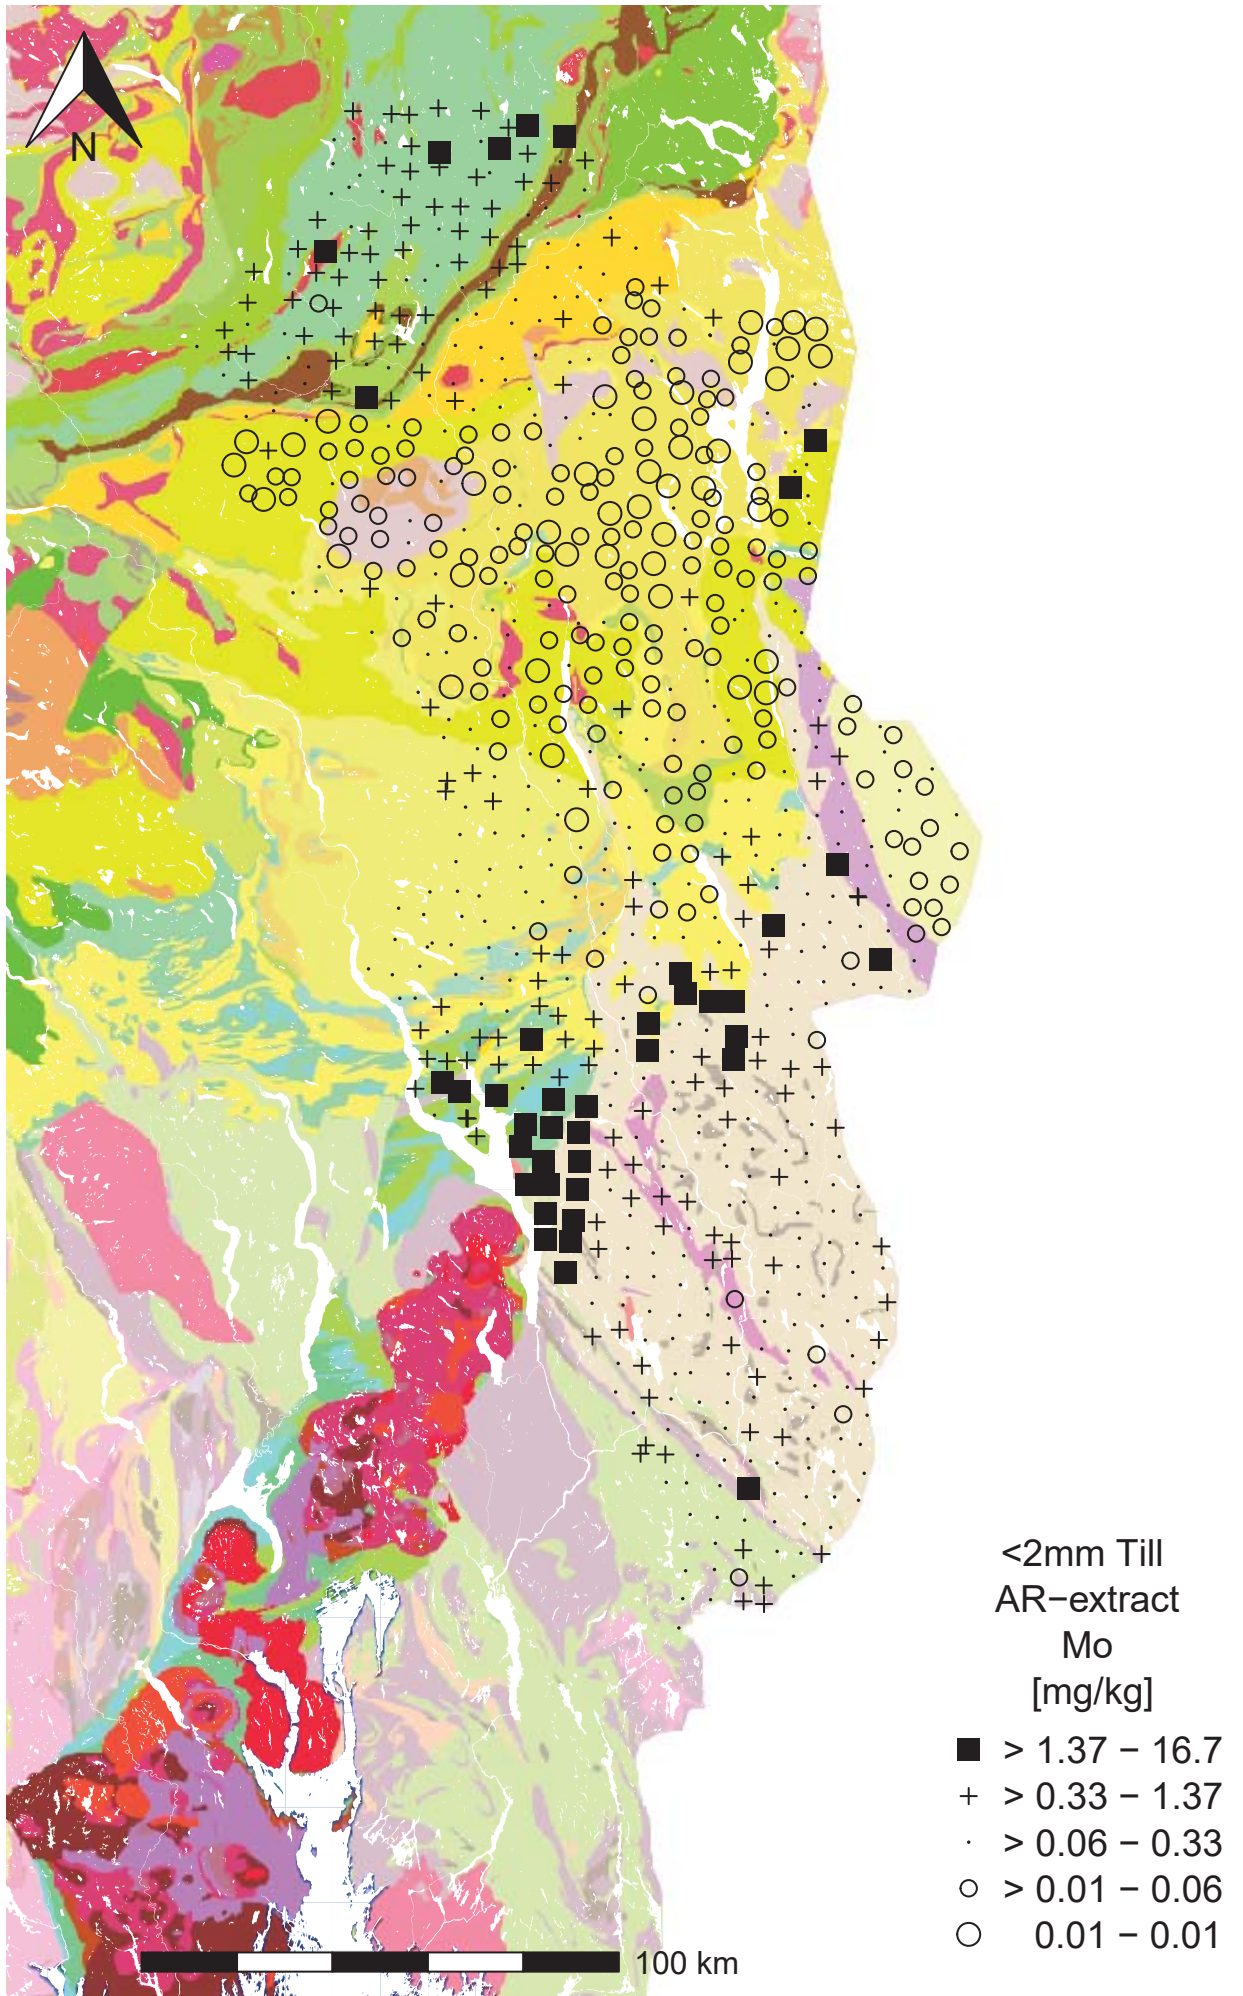 N
<2mm Till
AR−extract
Mo
[mg/kg]
> 1.37 − 16.7
> 0.33 − 1.37
> 0.06 − 0.33
> 0.01 − 0.06
0.01 − 0.01
100 km